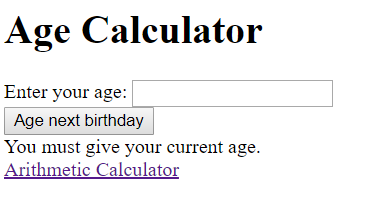 Age Calculator
Enter your age:
Age next birthday
You must give your current age.
Arithmetic Calculator